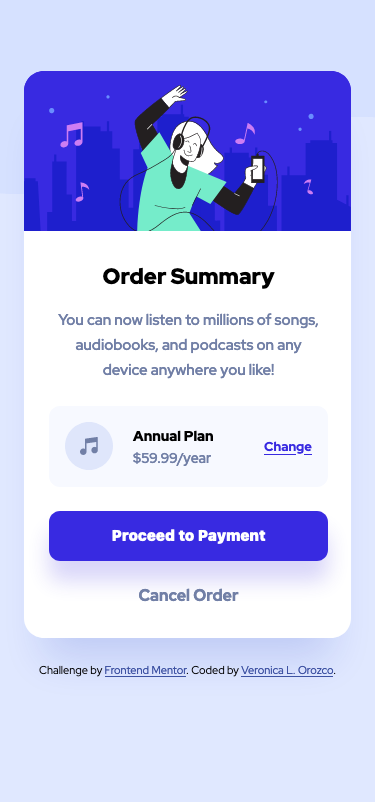 Order Summary
You can now listen to millions of songs,
audiobooks, and podcasts on any
device anywhere you like!
Annual Plan
$59.99/year
Change
Proceed to Payment
Cancel Order
Challenge by Frontend Mentor. Coded by Veronica L. Orozco.